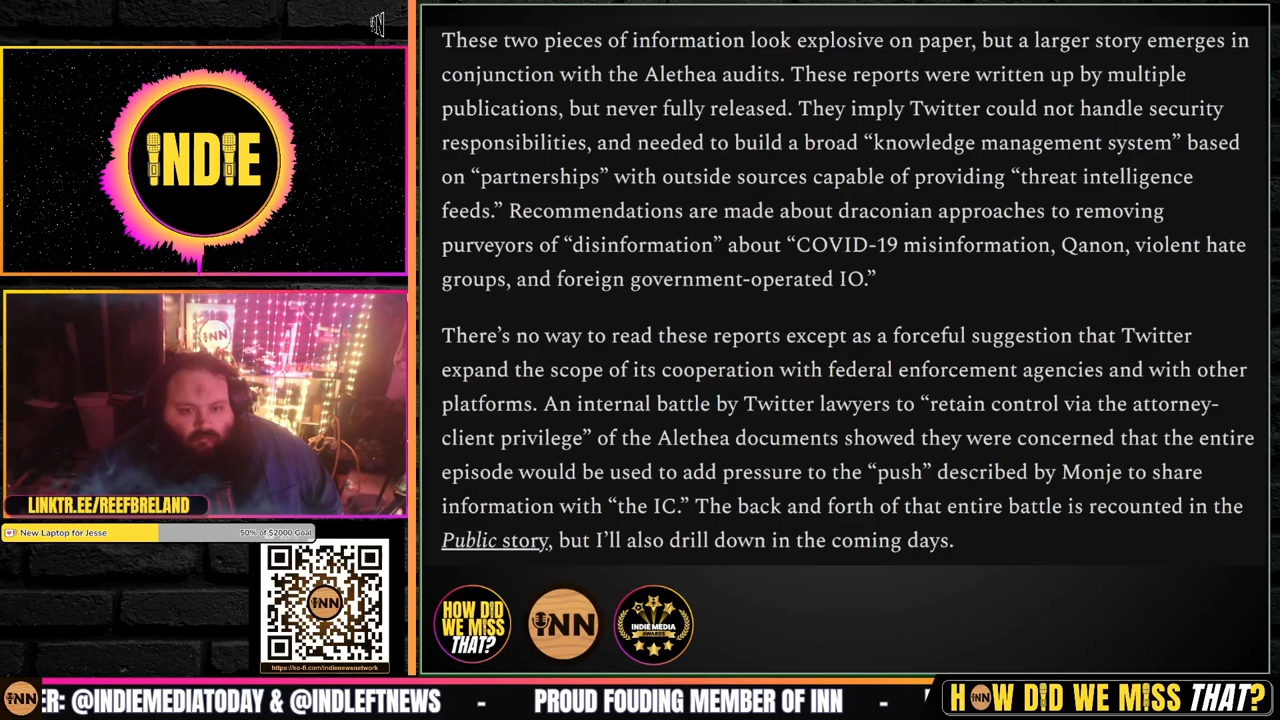 INDIE
These two pieces of information look explosive on paper, but a larger story emerges in
conjunction with the Alethea audits. These reports were written up by multiple
publications, but never fully released. They imply Twitter could not handle security
responsibilities, and needed to build a broad “knowledge management system” based
on “partnerships” with outside sources capable of providing “threat intelligence
feeds.” Recommendations are made about draconian approaches to removing
purveyors of “disinformation” about “COVID-19 misinformation, Qanon, violent hate
groups, and foreign government-operated IO.”
There’s no way to read these reports except as a forceful suggestion that Twitter
expand the scope of its cooperation with federal enforcement agencies and with other
platforms. An internal battle by Twitter lawyers to “retain control via the attorney-
client privilege” of the Alethea documents showed they were concerned that the entire
episode would be used to add pressure to the “push” described by Monje to share
information with “the IC.” The back and forth of that entire battle is recounted in the
Public story, but I’ll also drill down in the coming days.
INN
LINKTR.EE/REEFBRELAND
New Laptop for Jesse
50% of $2000 Goal
INN
https://ko-fi.com/indienewsnetwork
HOW DID
WE MISS
THAT?
INN
INDIE MEDIA
AWARDS
INN
ER: @INDIEMEDIATODAY & @INDLEFTNEWS - PROUD FOUDING MEMBER OF INN -
HOW DID WE MISS THAT?
INN